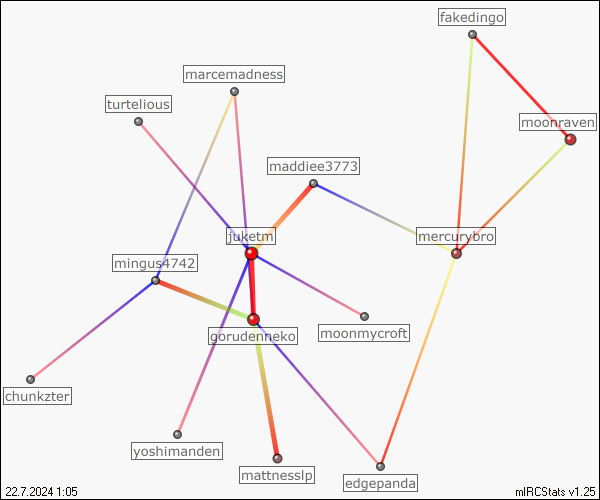 fakedingo
marcemadness
turtelious
moonraven
maddiee3773
juketm
mercurybro
mingus4742
moonmycroft
gorudenneko
chunkzter
yoshimanden
mattnesslp
edgepanda
22.7.2024 1:05
mIRCStats v1.25